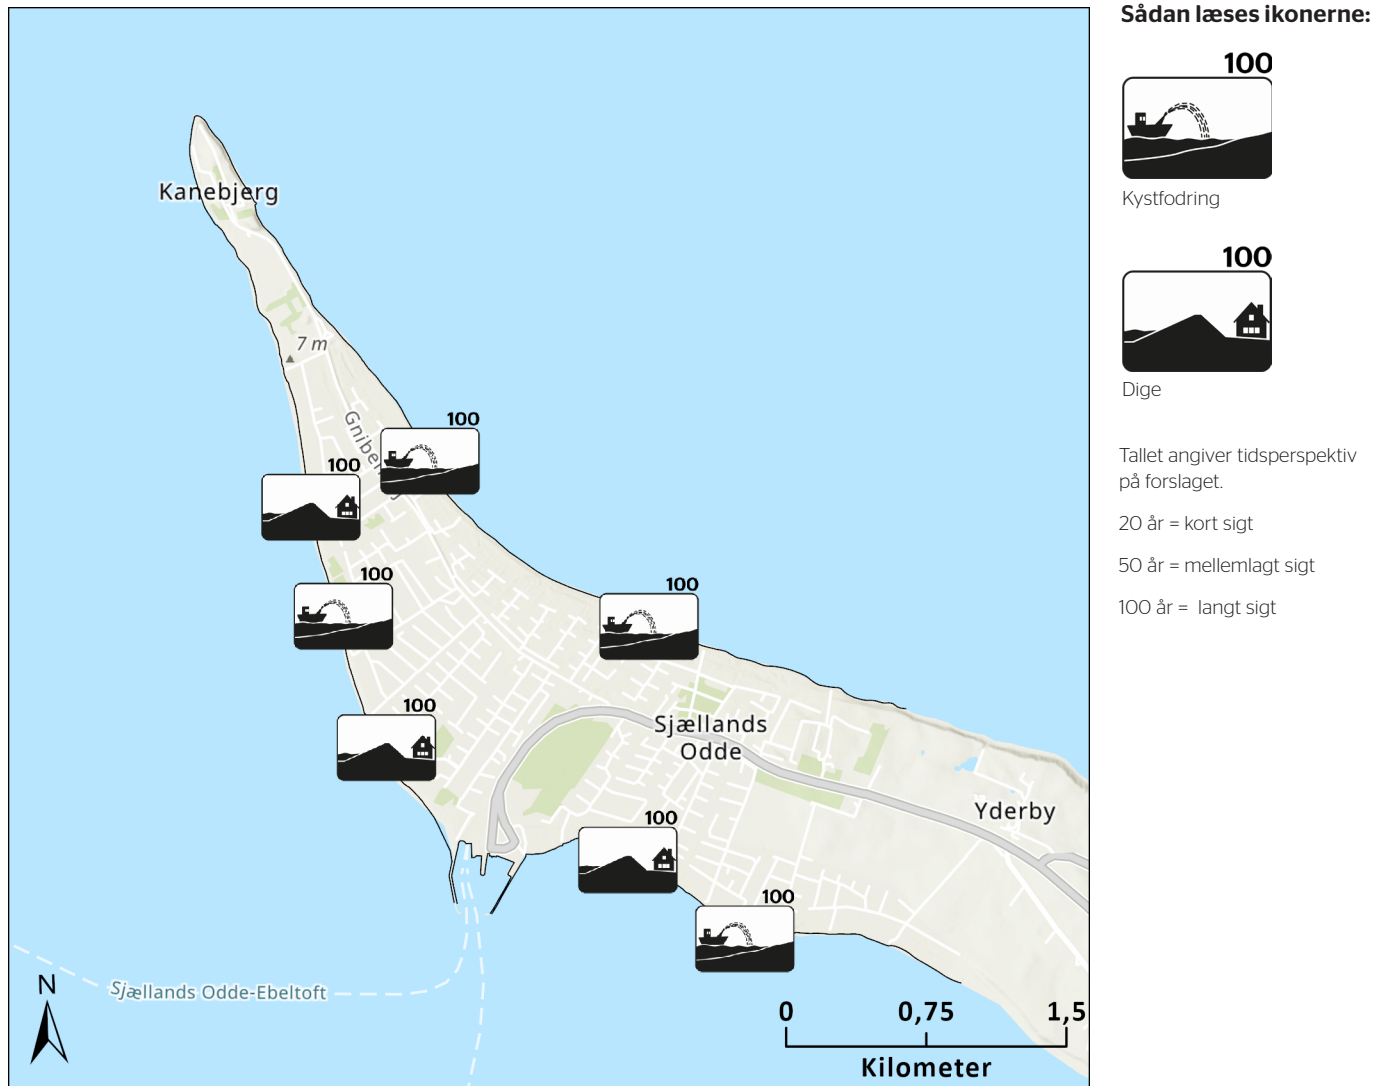 Sådan læses ikonerne:
100
Kystfodring
100
Dige
Tallet angiver tidsperspektiv
på forslaget.
20 år = kort sigt
50 år = mellemlagt sigt
100 år = langt sigt
Kanebjerg
7 m
100
100
100
100
Sjællands
Odde
100
Yderby
100
100
Sjællands Odde-Ebeltoft
N
0
0,75
1,5
Kilometer